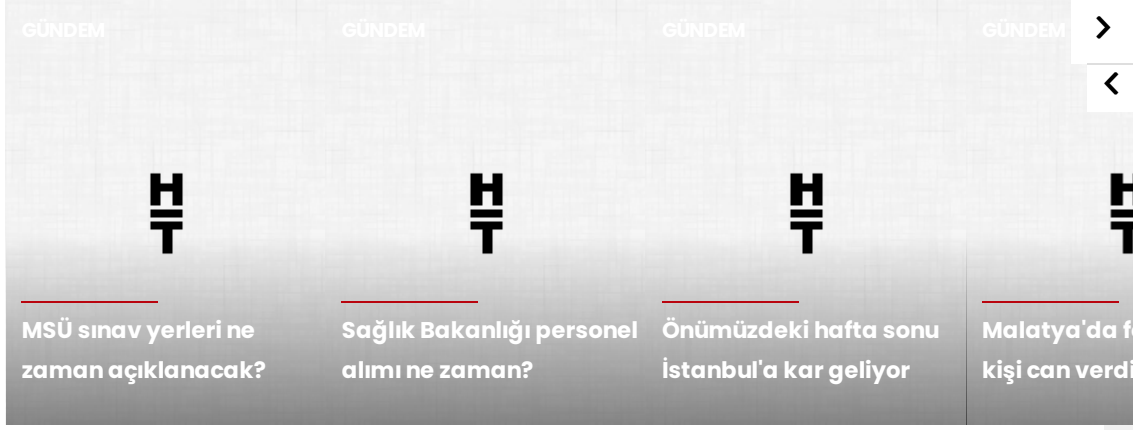 GÜNDEM
H
T
MSÜ sınav yerleri ne
zaman açıklanacak?
GÜNDEM
H
T
Sağlık Bakanlığı personel
alımı ne zaman?
GÜNDEM
H
T
Önümüzdeki hafta sonu
İstanbul'a kar geliyor
GÜNDEM
H
T
Malatya'da
kişi can verdi